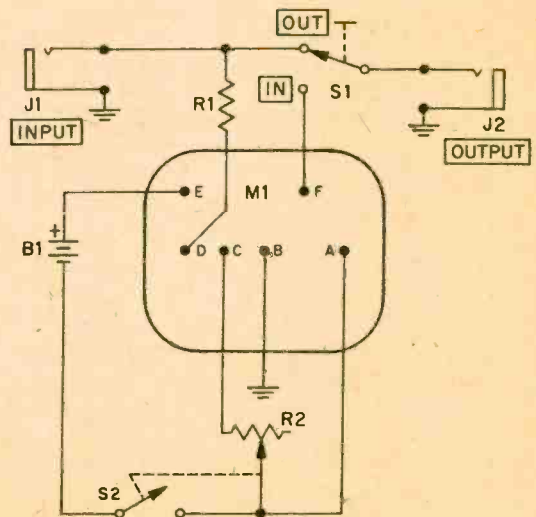 OUT
J1
INPUT
R1
IN
S1
J2
OUTPUT
E
M1
F
+
B1
D
C
B
A
R2
S2